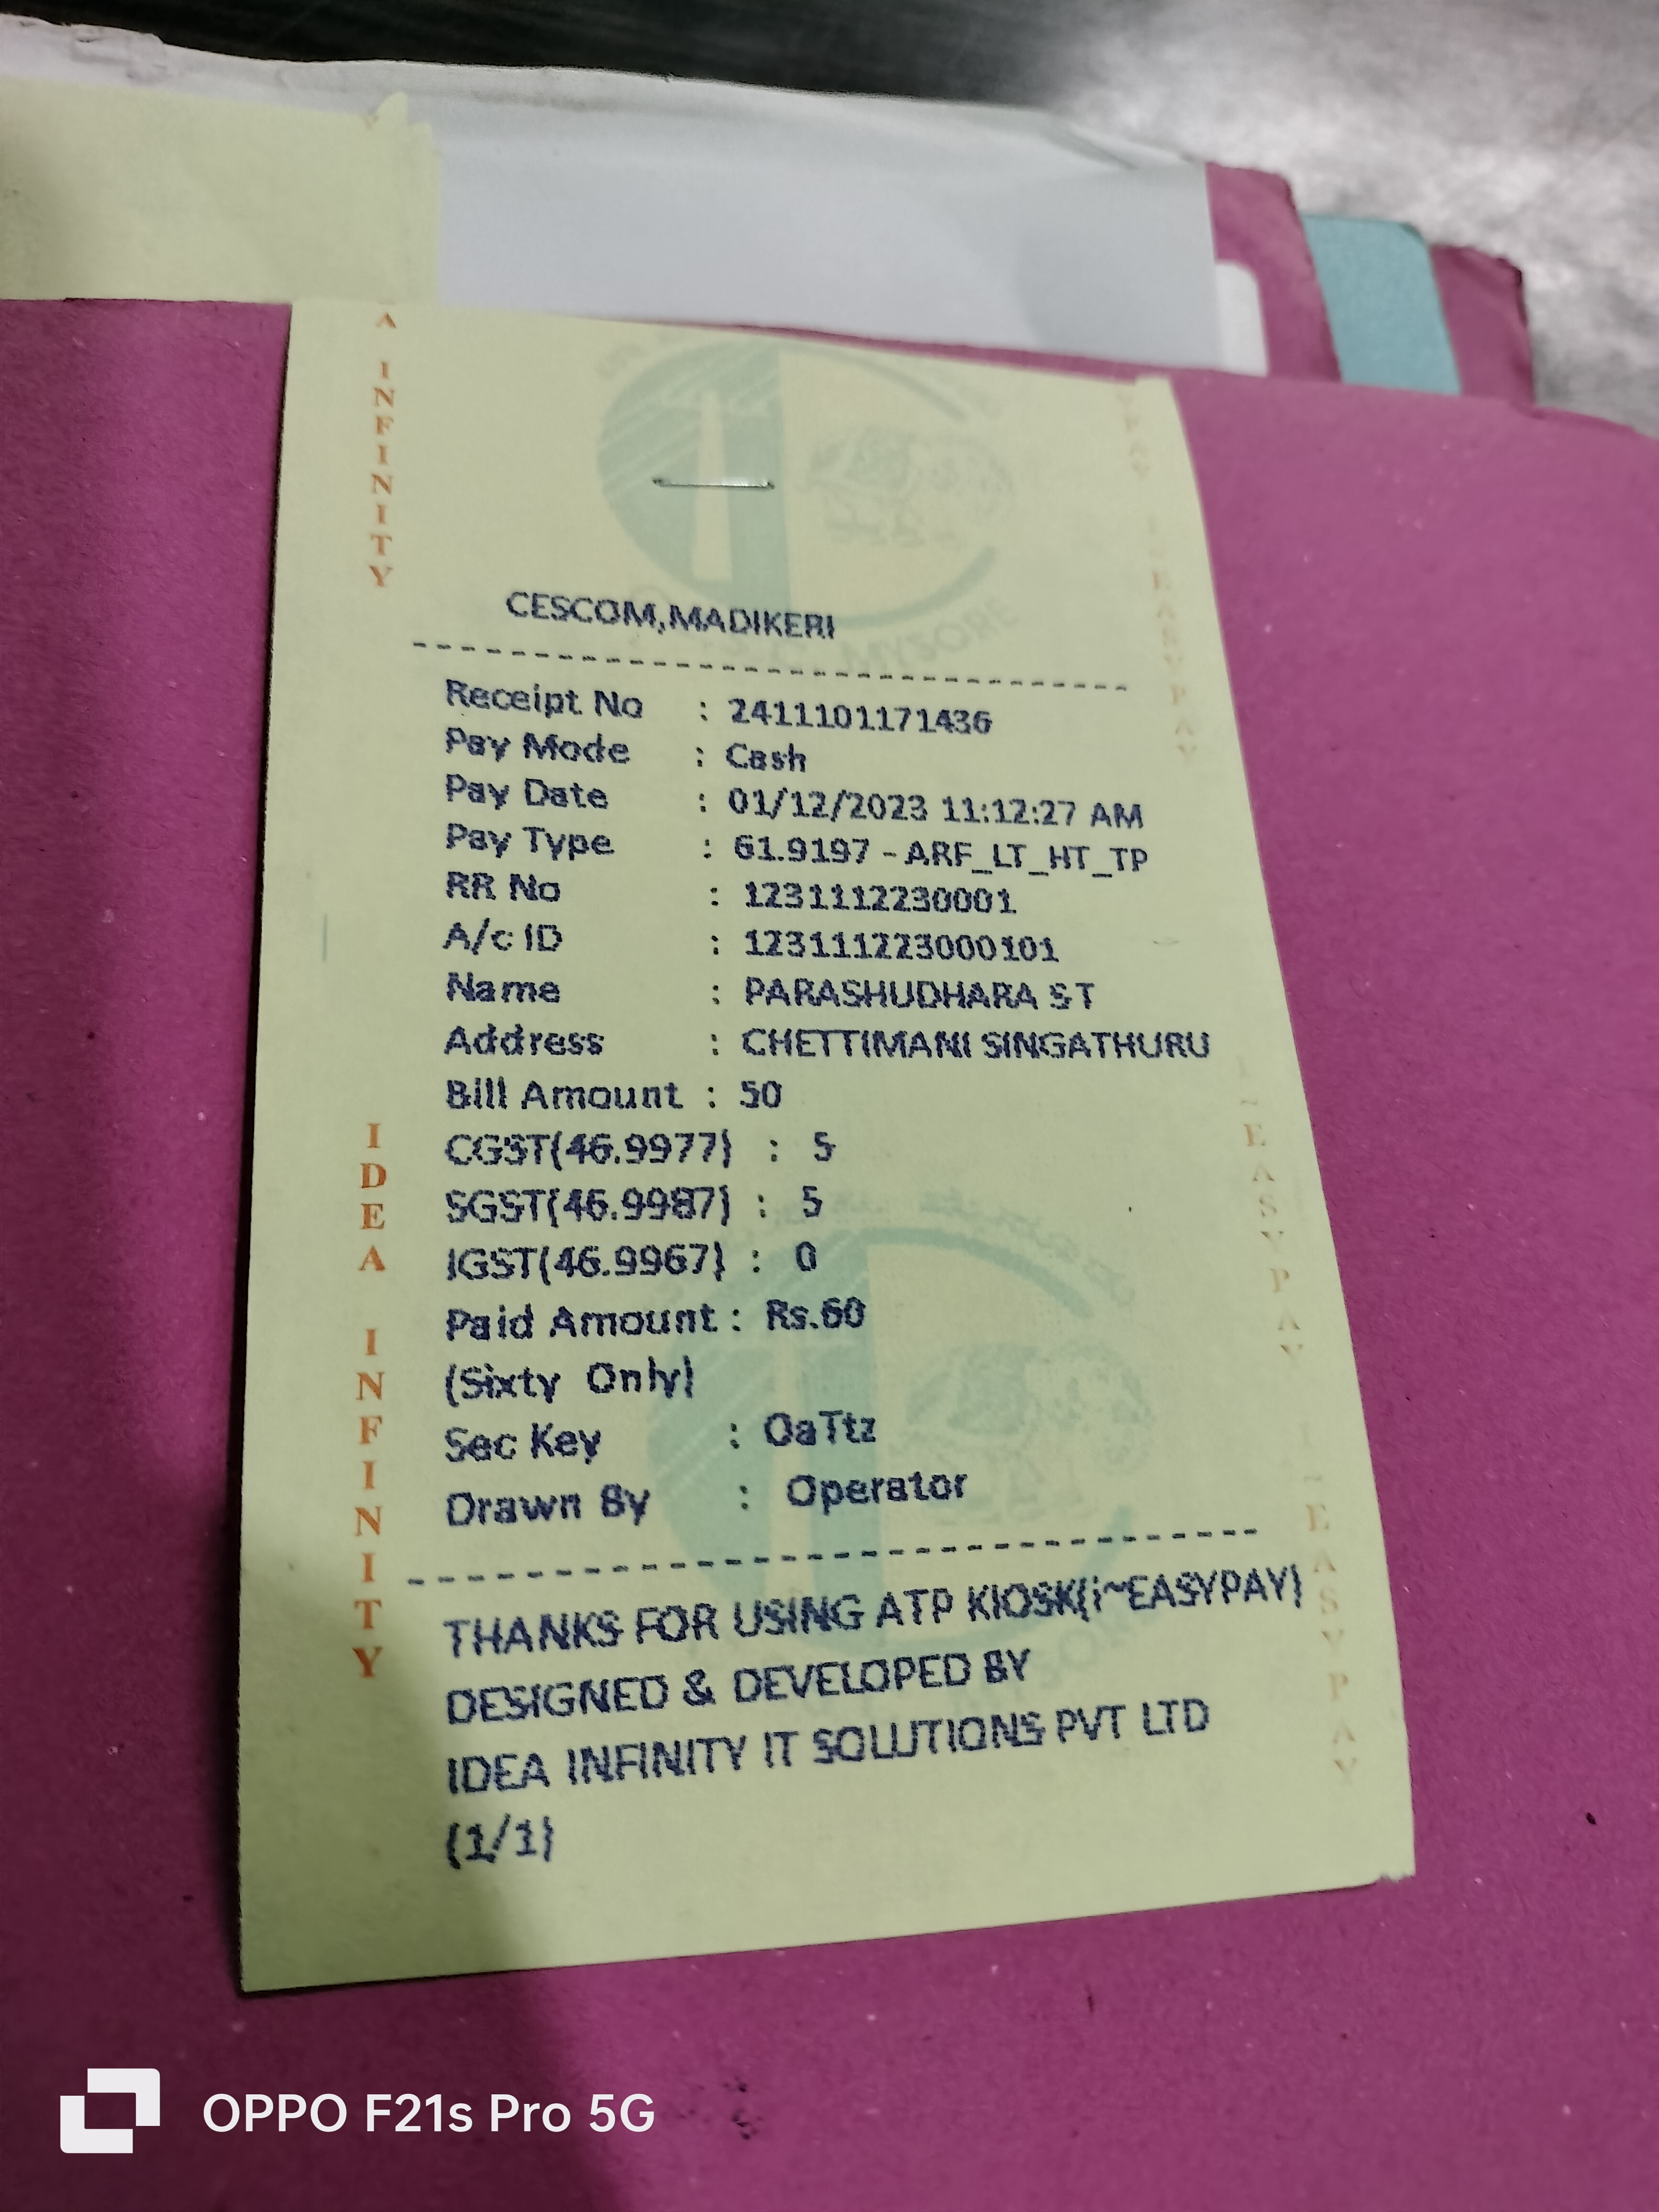 A INFINITY
CESCOM,MADIKERI
Receipt No : 2411101171436
Pay Mode : Cash
Pay Date : 01/12/2023 11:12:27 AM
Pay Type : 61.9197 - ARF_LT_HT_TP
RR No : 1231112230001
A/c ID : 123111223000101
Name : PARASHUDHARA S T
Address : CHETTIMANI SINGATHURU
Bill Amount : 50
CGST(46.9977) : 5
SGST(46.9987) : 5
IGST(46.9967) : 0
Paid Amount : Rs.60
(Sixty Only)
Sec Key : OaTtz
Drawn By : Operator
THANKS FOR USING ATP KIOSK(i~EASYPAY)
DESIGNED & DEVELOPED BY
IDEA INFINITY IT SOLUTIONS PVT LTD
(1/1)
IDEA INFINITY
~EASY PAY
~EASY PAY
OPPO F21s Pro 5G